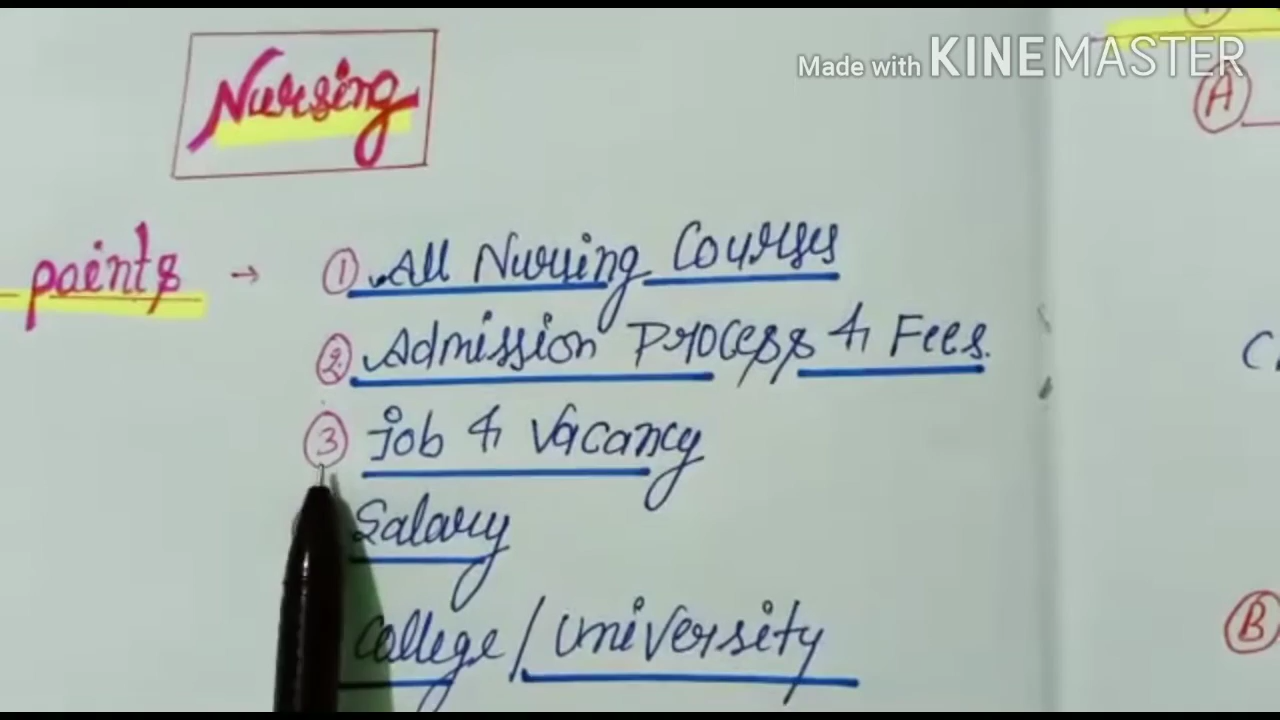 Made with KINEMASTER
Nursing
A
points → ① All Nursing Courses
② Admission Process & Fees.
③ Job & Vacancy
Salary
College / University
B